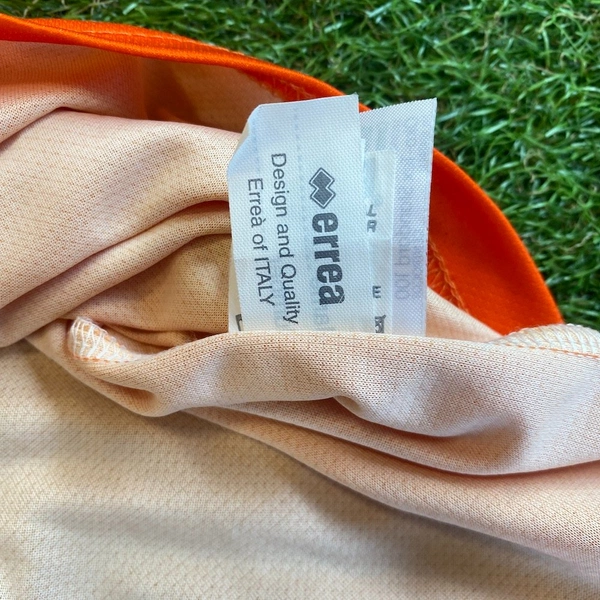 errea
Design and Quality
Erreà of ITALY